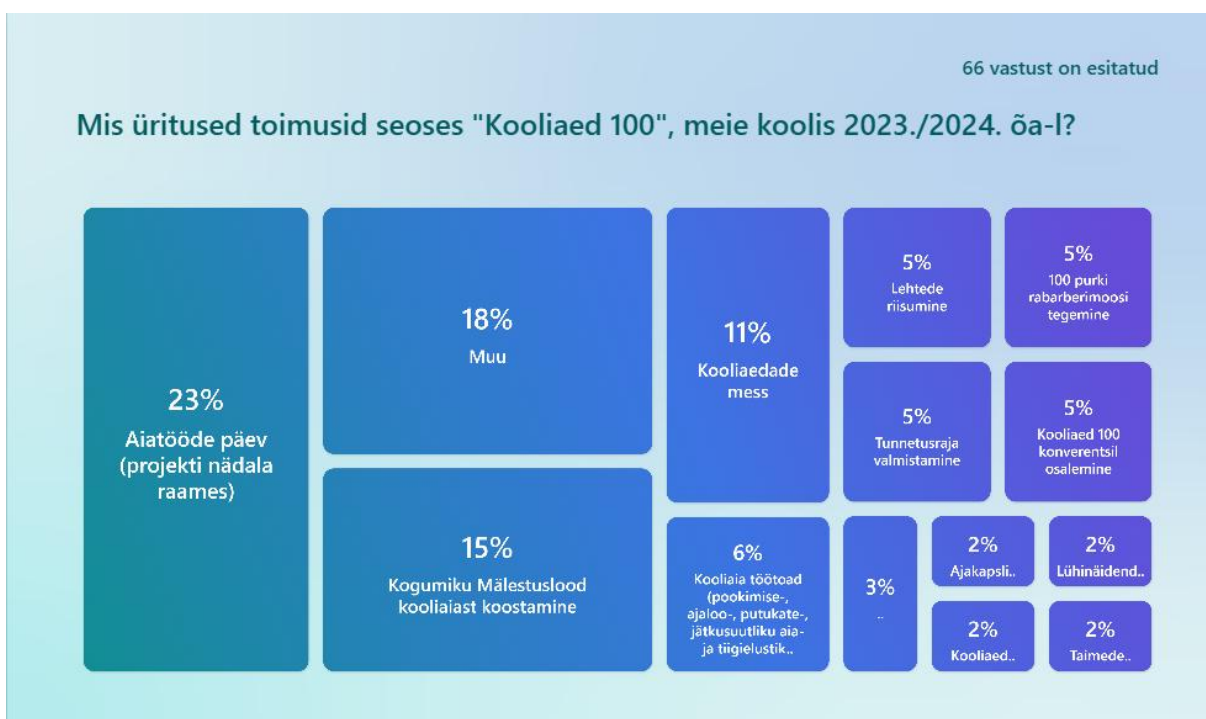 66 vastust on esitatud
Mis üritused toimusid seoses "Kooliaed 100", meie koolis 2023./2024. õa-l?
23%
Aiatööde päev
(projekti nädala
raames)
18%
Muu
15%
Kogumiku Mälestuslood
kooliaiast koostamine
11%
Kooliaedade
mess
6%
Kooliaia töötoad
(pookimise-,
ajaloo-, putukate-,
jätkusuutliku aia-
ja tiigielustik..
5%
Lehtede
riisumine
5%
100 purki
rabarberimoosi
tegemine
5%
Tunnetusraja
valmistamine
5%
Kooliaed 100
konverentsil
osalemine
3%
..
2%
Ajakapsli..
2%
Lühinäidend..
2%
Kooliaed..
2%
Taimede..